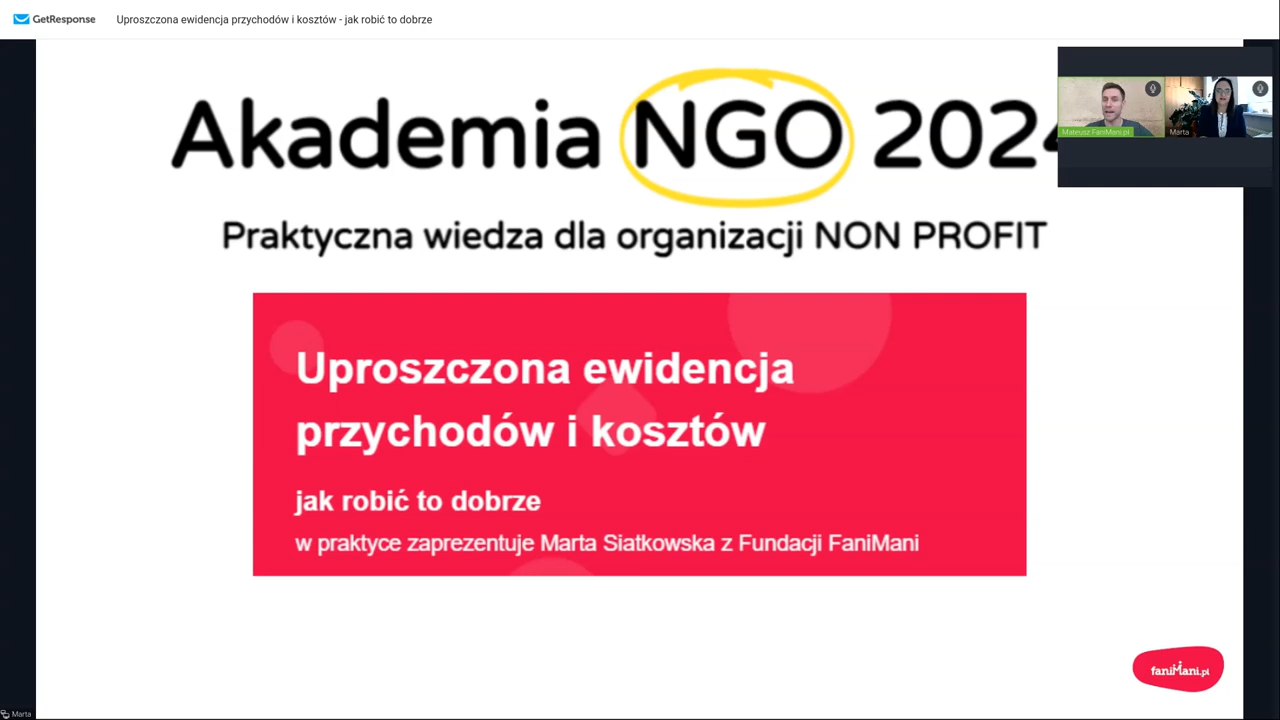 GetResponse
Uproszczona ewidencja przychodów i kosztów - jak robić to dobrze
Akademia NGO 2024
Mateusz FaniMani.pl
Marta
Praktyczna wiedza dla organizacji NON PROFIT
Uproszczona ewidencja
przychodów i kosztów
jak robić to dobrze
w praktyce zaprezentuje Marta Siatkowska z Fundacji FaniMani
faniMani.pl
Marta